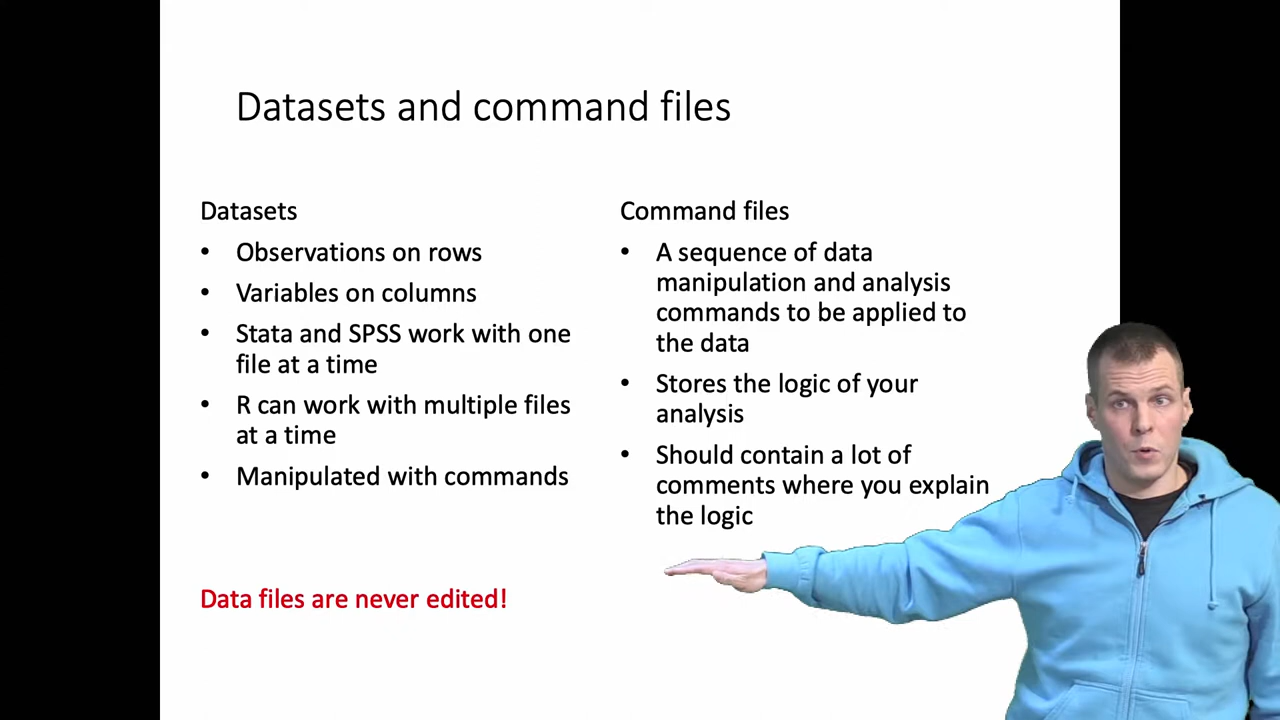 Datasets and command files
Datasets
• Observations on rows
• Variables on columns
• Stata and SPSS work with one
file at a time
• R can work with multiple files
at a time
• Manipulated with commands
Data files are never edited!
Command files
• A sequence of data
manipulation and analysis
commands to be applied to
the data
• Stores the logic of your
analysis
• Should contain a lot of
comments where you explain
the logic